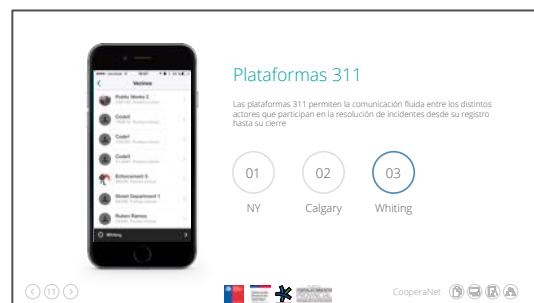 Vecinos
Public Works 2
Code2
Code1
Code3
Enforcement 5
Street Department 1
Ruben Ramos
Whiting
Plataformas 311
Las plataformas 311 permiten la comunicación fluida entre los distintos
actores que participan en la resolución de incidentes desde su registro
hasta su cierre
01
02
03
NY
Calgary
Whiting
11
CooperaNet